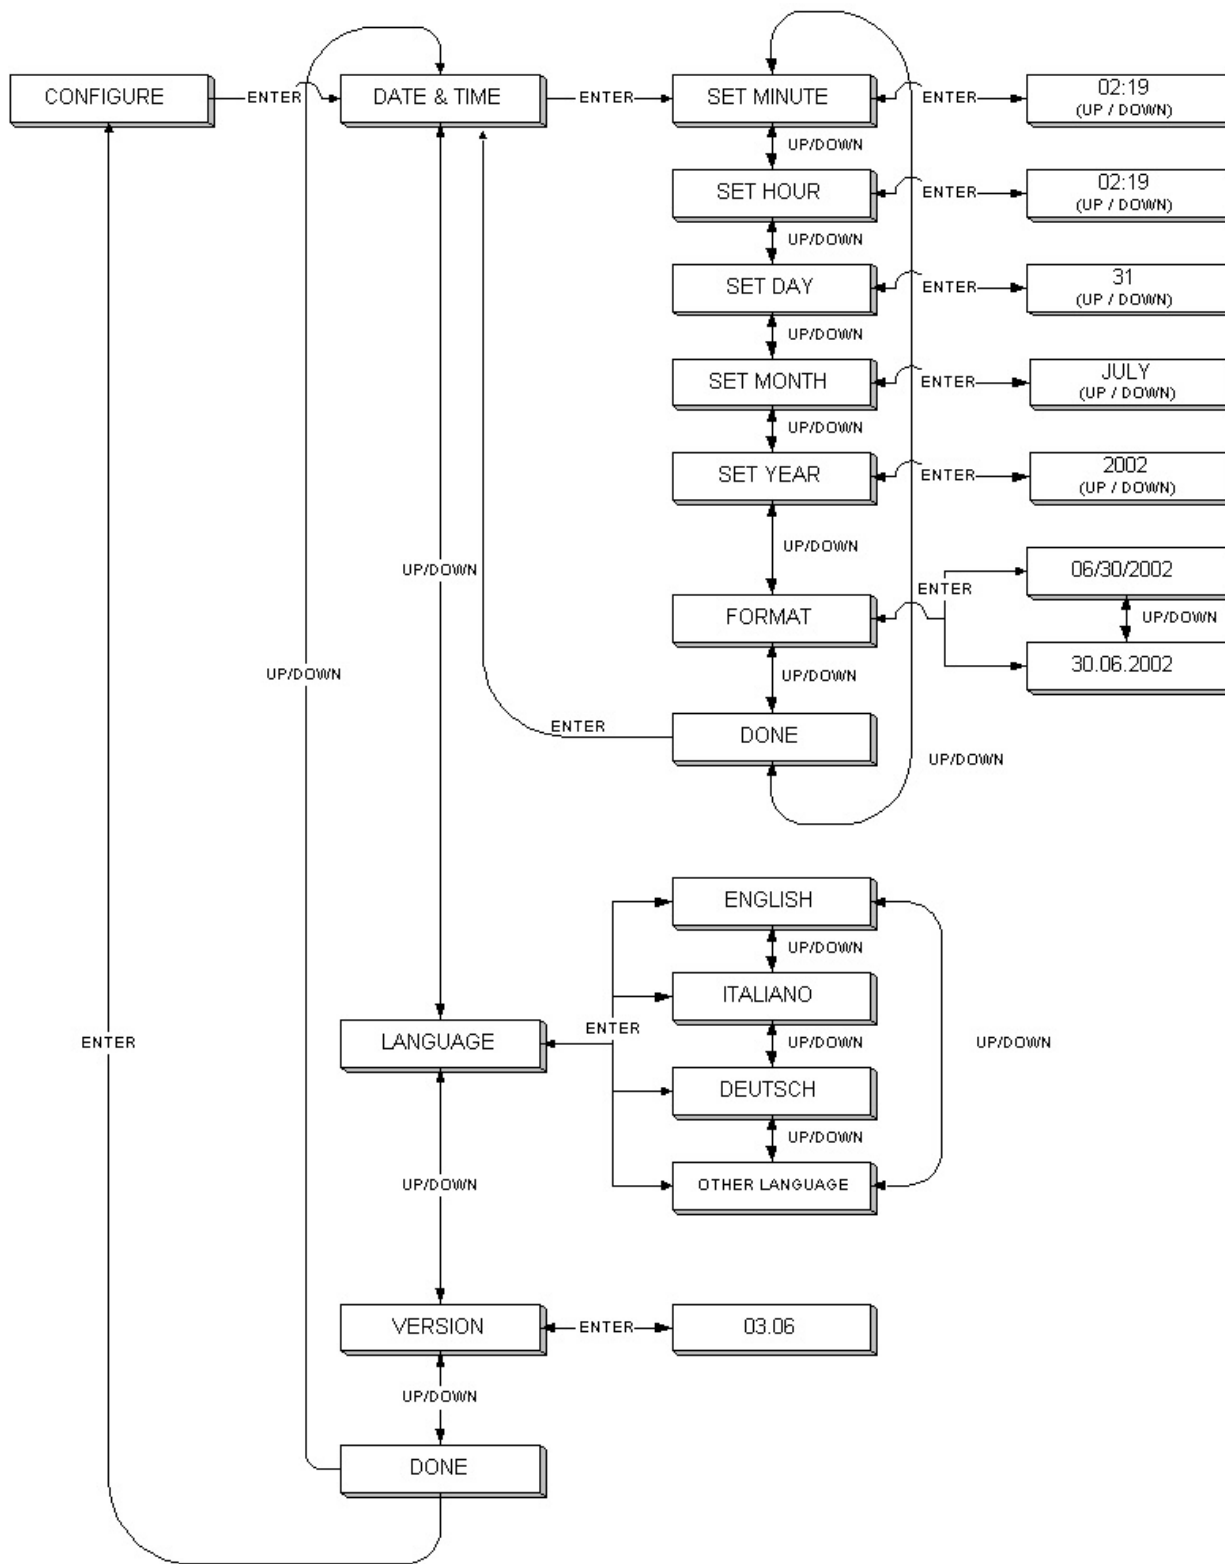 CONFIGURE
ENTER
DATE & TIME
ENTER
SET MINUTE
ENTER
02:19
(UP / DOWN)
UP/DOWN
SET HOUR
ENTER
02:19
(UP / DOWN)
UP/DOWN
SET DAY
ENTER
31
(UP / DOWN)
UP/DOWN
SET MONTH
ENTER
JULY
(UP / DOWN)
UP/DOWN
SET YEAR
ENTER
2002
(UP / DOWN)
UP/DOWN
UP/DOWN
06/30/2002
ENTER
FORMAT
UP/DOWN
30.06.2002
UP/DOWN
UP/DOWN
ENTER
DONE
UP/DOWN
ENGLISH
UP/DOWN
ITALIANO
ENTER
LANGUAGE
ENTER
UP/DOWN
UP/DOWN
DEUTSCH
UP/DOWN
OTHER LANGUAGE
UP/DOWN
VERSION
ENTER
03.06
UP/DOWN
DONE